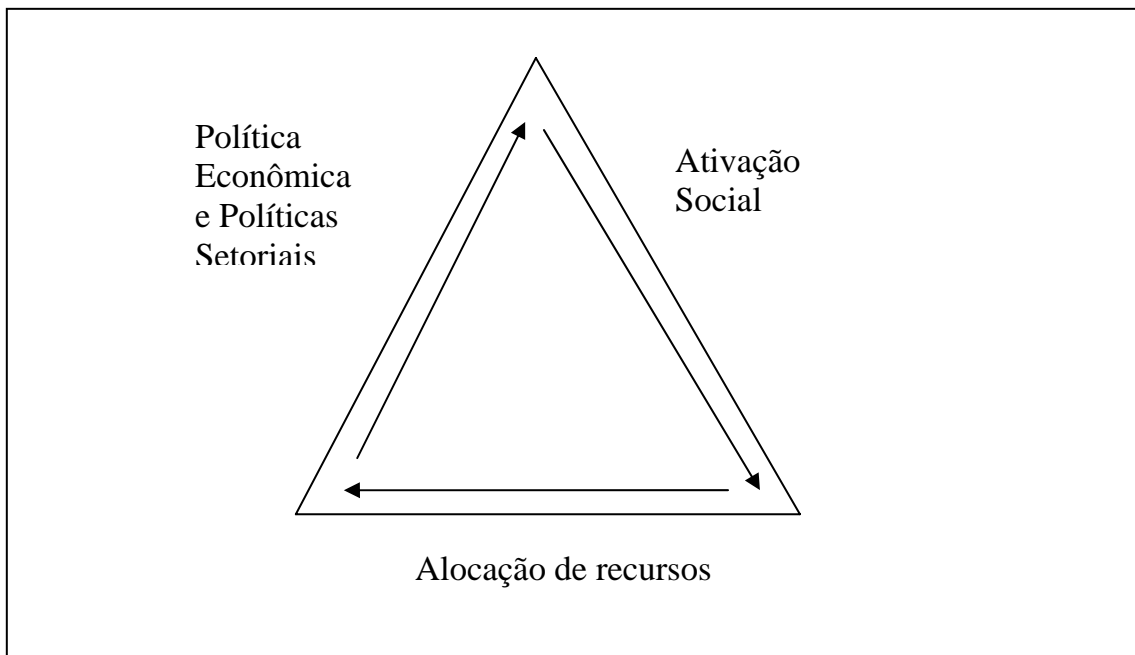 Política
Econômica
e Políticas
Setoriais
Ativação
Social
Alocação de recursos